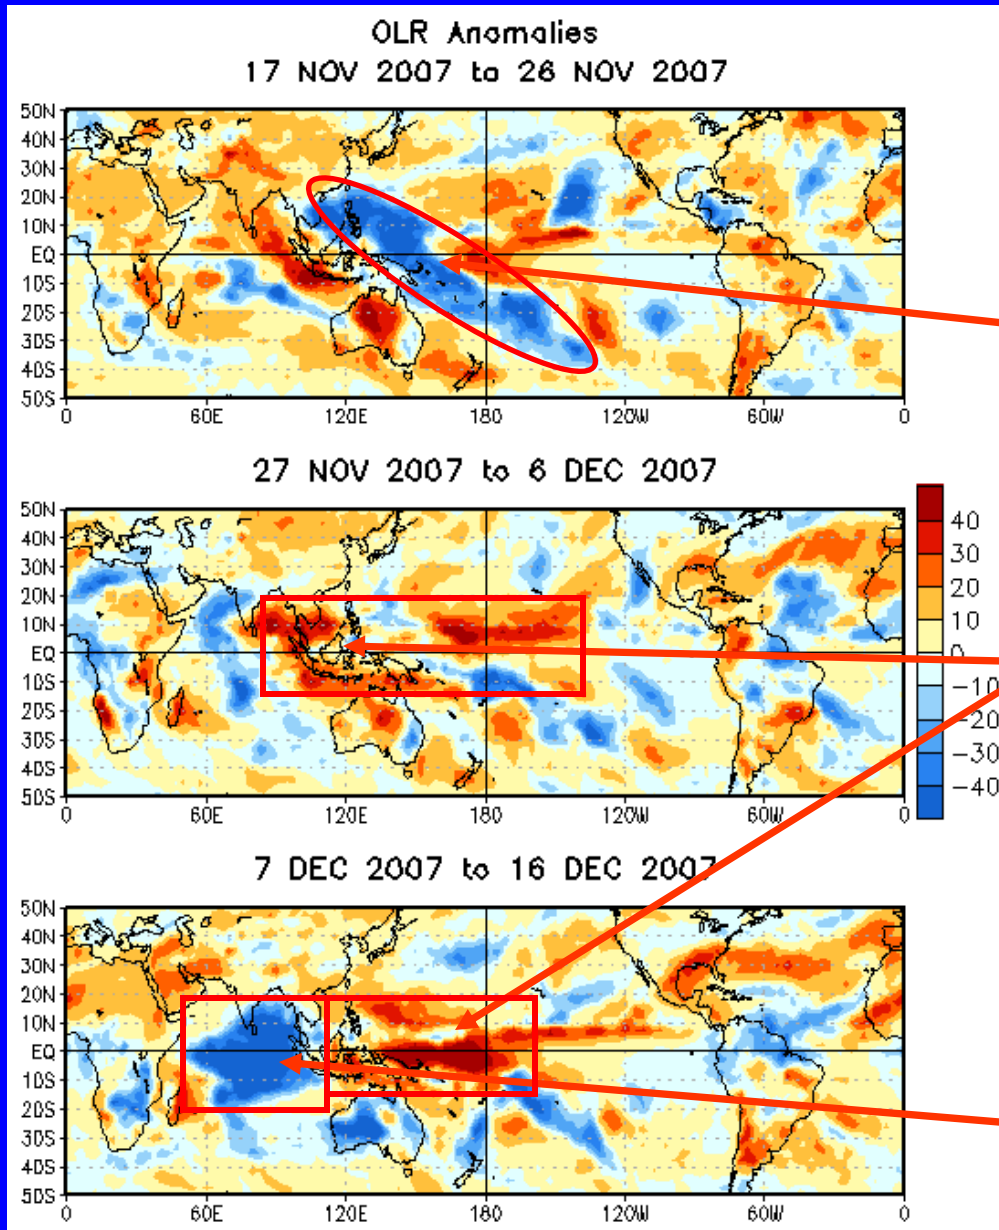 OLR Anomalies
17 NOV 2007 to 26 NOV 2007
50N
40N
30N
20N
10N
EQ
10S
20S
30S
40S
50S
0 60E 120E 180 120W 60W 0
27 NOV 2007 to 6 DEC 2007
50N
40N
30N
20N
10N
EQ
10S
20S
30S
40S
50S
0 60E 120E 180 120W 60W 0
40
30
20
10
0
-10
-20
-30
-40
7 DEC 2007 to 16 DEC 2007
50N
40N
30N
20N
10N
EQ
10S
20S
30S
40S
50S
0 60E 120E 180 120W 60W 0